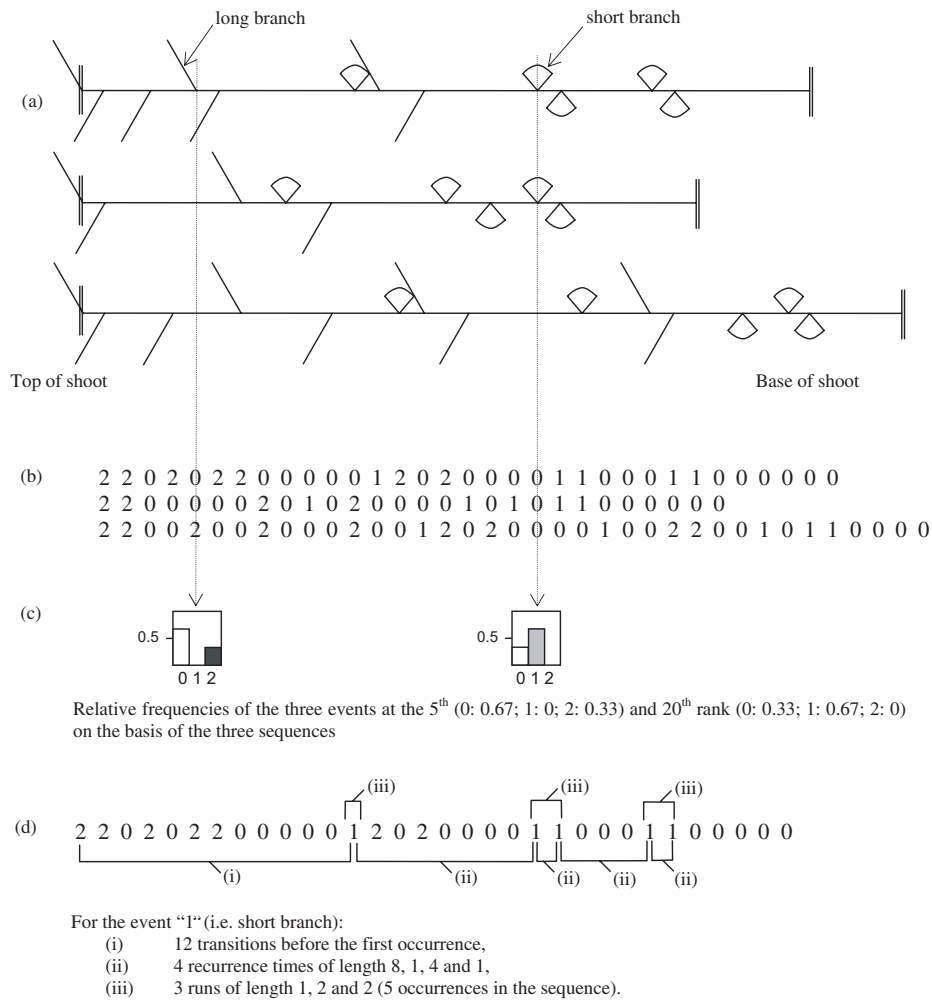 long branch
short branch
(a)
Top of shoot
Base of shoot
(b)
2 2 0 2 0 2 2 0 0 0 0 0 1 2 0 2 0 0 0 0 1 1 0 0 0 1 1 0 0 0 0 0 0
2 2 0 0 0 0 0 2 0 1 0 2 0 0 0 0 1 0 1 0 1 1 0 0 0 0 0 0
2 2 0 0 2 0 0 2 0 0 0 2 0 0 1 2 0 2 0 0 0 0 1 0 0 2 2 0 0 1 0 1 1 0 0 0 0
(c)
0.5
0 1 2
0.5
0 1 2
Relative frequencies of the three events at the 5th (0: 0.67; 1: 0; 2: 0.33) and 20th rank (0: 0.33; 1: 0.67; 2: 0)
on the basis of the three sequences
(iii) (iii) (iii)
(d)
2 2 0 2 0 2 2 0 0 0 0 0 1 2 0 2 0 0 0 0 1 1 0 0 0 1 1 0 0 0 0 0
(i) (ii) (ii) (ii) (ii)
For the event “1“ (i.e. short branch):
(i) 12 transitions before the first occurrence,
(ii) 4 recurrence times of length 8, 1, 4 and 1,
(iii) 3 runs of length 1, 2 and 2 (5 occurrences in the sequence).